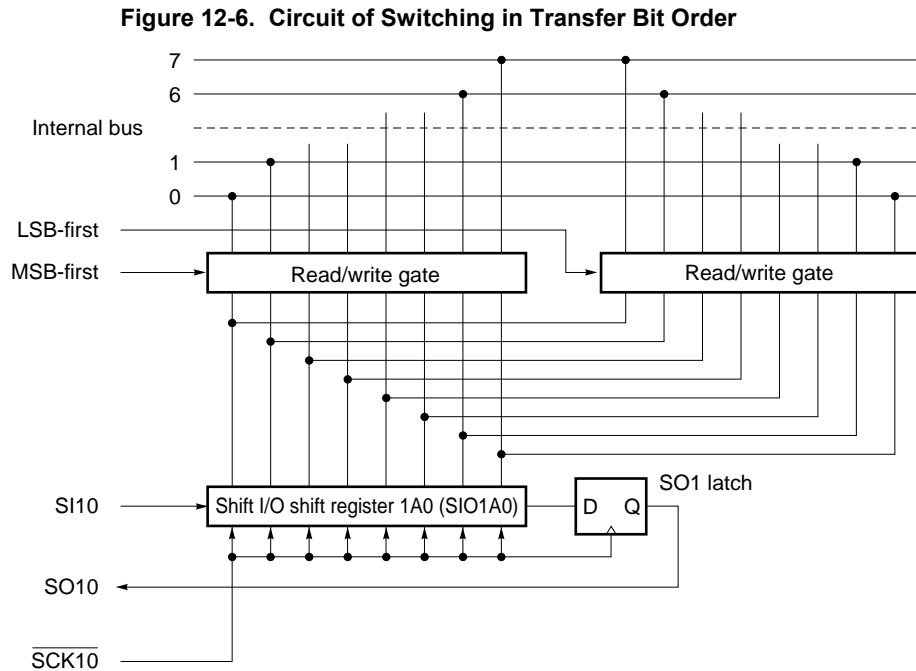 Figure 12-6. Circuit of Switching in Transfer Bit Order
7
6
Internal bus
1
0
LSB-first
MSB-first
Read/write gate
Read/write gate
SO1 latch
SI10
Shift I/O shift register 1A0 (SIO1A0)
D Q
SO10
SCK10